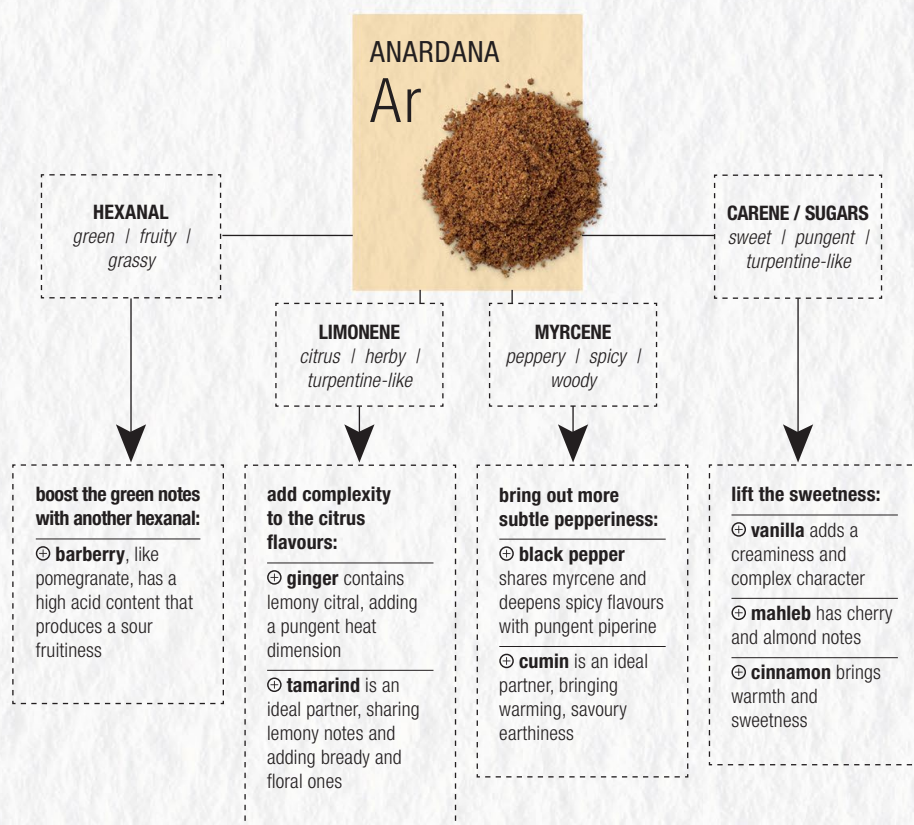 ANARDANA
Ar
HEXANAL
green | fruity |
grassy
LIMONENE
citrus | herby |
turpentine-like
MYRCENE
peppery | spicy |
woody
CARENE / SUGARS
sweet | pungent |
turpentine-like
boost the green notes
with another hexanal:
⊕ barberry, like
pomegranate, has a
high acid content that
produces a sour
fruitiness
add complexity
to the citrus
flavours:
⊕ ginger contains
lemony citral, adding
a pungent heat
dimension
⊕ tamarind is an
ideal partner, sharing
lemony notes and
adding bready and
floral ones
bring out more
subtle pepperiness:
⊕ black pepper
shares myrcene and
deepens spicy flavours
with pungent piperine
⊕ cumin is an ideal
partner, bringing
warming, savoury
earthiness
lift the sweetness:
⊕ vanilla adds a
creaminess and
complex character
⊕ mahleb has cherry
and almond notes
⊕ cinnamon brings
warmth and
sweetness